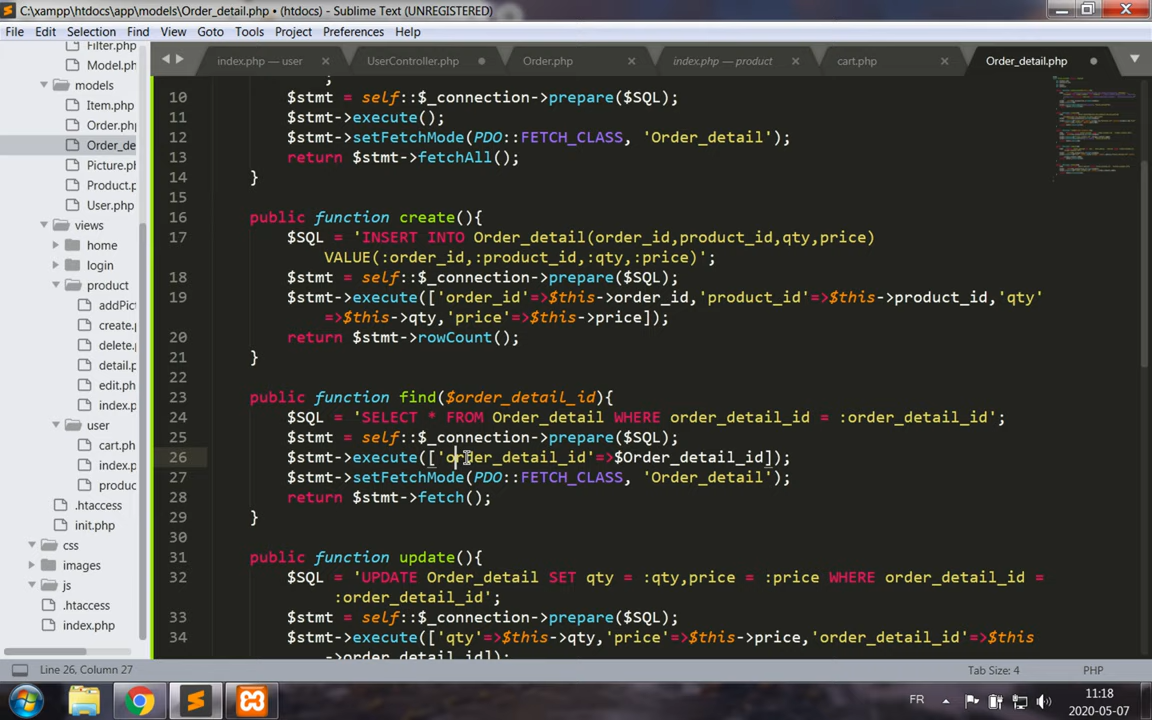 C:\xampp\htdocs\app\models\Order_detail.php • (htdocs) - Sublime Text (UNREGISTERED)
File Edit Selection Find View Goto Tools Project Preferences Help
index.php — user UserController.php Order.php index.php — product cart.php Order_detail.php
Filter.php
Model.php
models
Item.php
Order.php
Order_de
Picture.ph
Product.p
User.php
views
home
login
product
addPict
create.p
delete.p
detail.p
edit.ph
index.p
user
cart.ph
index.p
produc
.htaccess
init.php
css
images
js
.htaccess
index.php
;
10 $stmt = self::$_connection->prepare($SQL);
11 $stmt->execute();
12 $stmt->setFetchMode(PDO::FETCH_CLASS, 'Order_detail');
13 return $stmt->fetchAll();
14 }
15
16 public function create(){
17 $SQL = 'INSERT INTO Order_detail(order_id,product_id,qty,price)
VALUE(:order_id,:product_id,:qty,:price)';
18 $stmt = self::$_connection->prepare($SQL);
19 $stmt->execute(['order_id'=>$this->order_id,'product_id'=>$this->product_id,'qty'
=>$this->qty,'price'=>$this->price]);
20 return $stmt->rowCount();
21 }
22
23 public function find($order_detail_id){
24 $SQL = 'SELECT * FROM Order_detail WHERE order_detail_id = :order_detail_id';
25 $stmt = self::$_connection->prepare($SQL);
26 $stmt->execute(['order_detail_id'=>$Order_detail_id]);
27 $stmt->setFetchMode(PDO::FETCH_CLASS, 'Order_detail');
28 return $stmt->fetch();
29 }
30
31 public function update(){
32 $SQL = 'UPDATE Order_detail SET qty = :qty,price = :price WHERE order_detail_id =
:order_detail_id';
33 $stmt = self::$_connection->prepare($SQL);
34 $stmt->execute(['qty'=>$this->qty,'price'=>$this->price,'order_detail_id'=>$this
->order_detail_id]);
Line 26, Column 27 Tab Size: 4 PHP
FR 11:18
2020-05-07